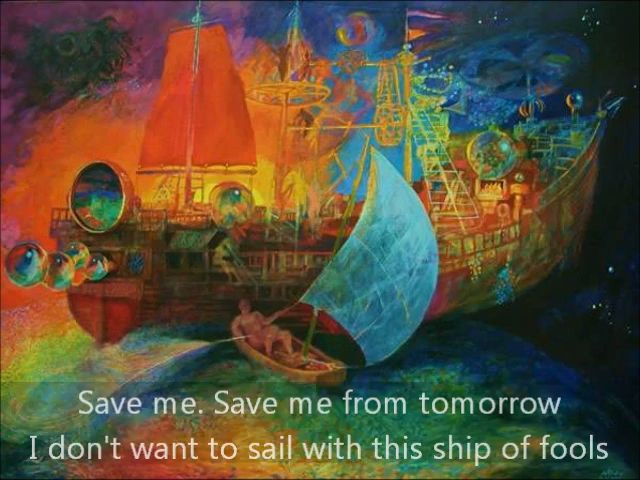 Save me. Save me from tomorrow
I don't want to sail with this ship of fools